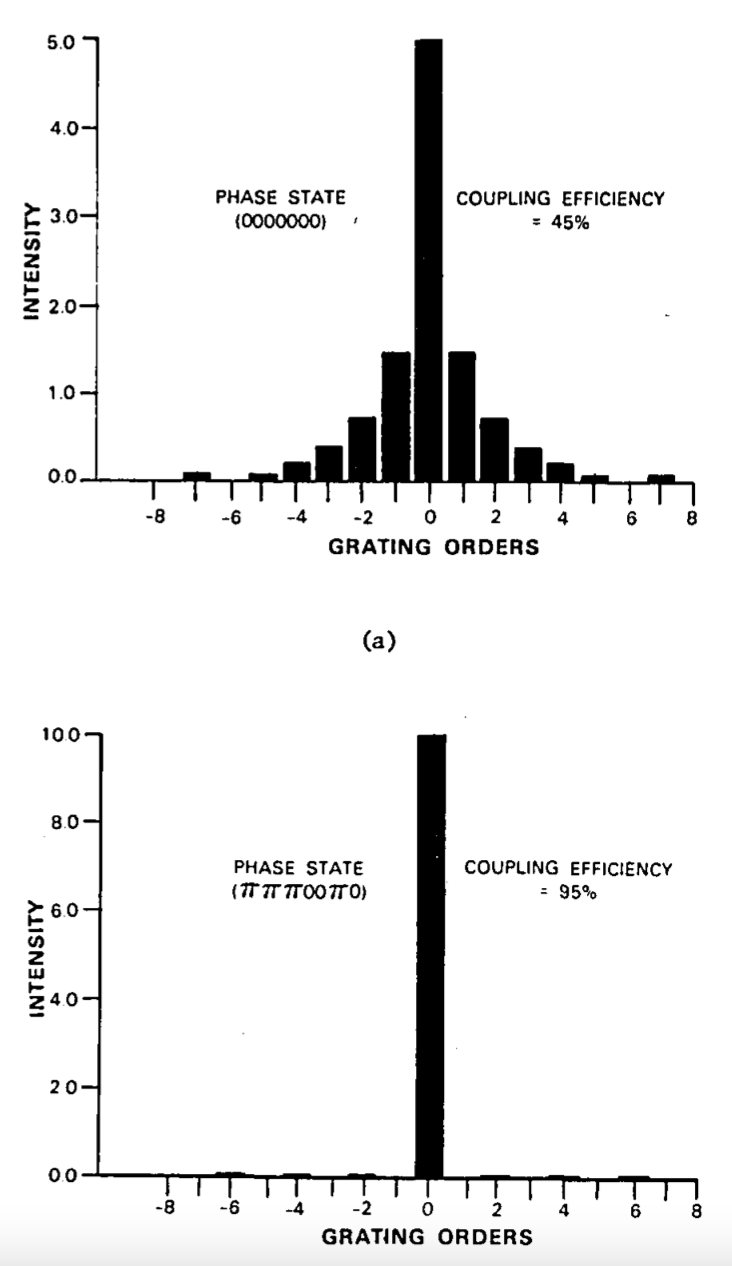 5.0
4.0
PHASE STATE
(0000000)
COUPLING EFFICIENCY
= 45%
3.0
INTENSITY
2.0
1.0
0.0
-8 -6 -4 -2 0 2 4 6 8
GRATING ORDERS
(a)
10.0
8.0
PHASE STATE
(πππ00π0)
COUPLING EFFICIENCY
= 95%
6.0
INTENSITY
4.0
2.0
0.0
-8 -6 -4 -2 0 2 4 6 8
GRATING ORDERS